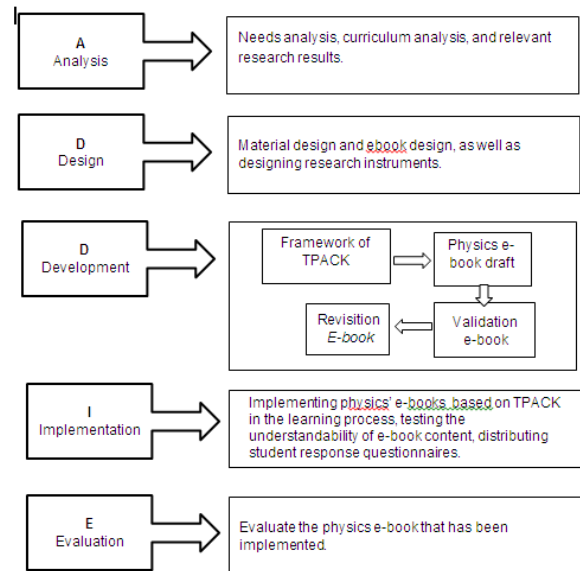 A
Analysis
Needs analysis, curriculum analysis, and relevant
research results.
D
Design
Material design and ebook design, as well as
designing research instruments.
D
Development
Framework of
TPACK
Physics e-
book draft
Revisition
E-book
Validation
e-book
I
Implementation
Implementing physics' e-books based on TPACK
in the learning process, testing the
understandability of e-book content, distributing
student response questionnaires.
E
Evaluation
Evaluate the physics e-book that has been
implemented.